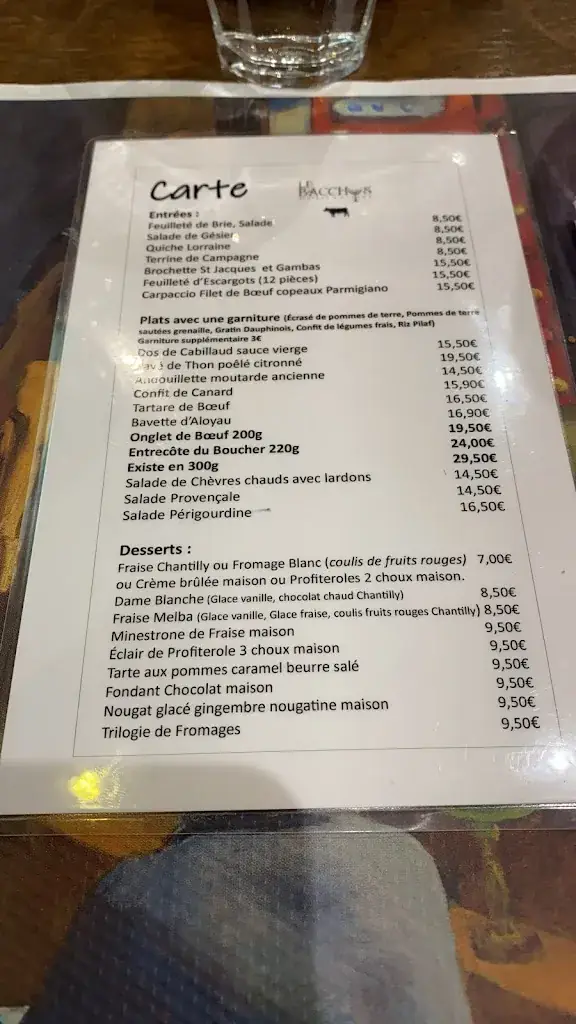 Carte
LE
BACCHUS
Entrées :
Feuilleté de Brie, Salade 8,50€
Salade de Gésier 8,50€
Quiche Lorraine 8,50€
Terrine de Campagne 8,50€
Brochette St Jacques et Gambas 15,50€
Feuilleté d'Escargots (12 pièces) 15,50€
Carpaccio Filet de Bœuf copeaux Parmigiano 15,50€
Plats avec une garniture (Écrasé de pommes de terre, Pommes de terre
sautées grenaille, Gratin Dauphinois, Confit de légumes frais, Riz Pilaf)
Garniture supplémentaire 3€
Dos de Cabillaud sauce vierge 15,50€
Pavé de Thon poêlé citronné 19,50€
Andouillette moutarde ancienne 14,50€
Confit de Canard 15,90€
Tartare de Bœuf 16,50€
Bavette d'Aloyau 16,90€
Onglet de Bœuf 200g 19,50€
Entrecôte du Boucher 220g 24,00€
Existe en 300g 29,50€
Salade de Chèvres chauds avec lardons 14,50€
Salade Provençale 14,50€
Salade Périgourdine 16,50€
Desserts :
Fraise Chantilly ou Fromage Blanc (coulis de fruits rouges) 7,00€
ou Crème brûlée maison ou Profiteroles 2 choux maison.
Dame Blanche (Glace vanille, chocolat chaud Chantilly) 8,50€
Fraise Melba (Glace vanille, Glace fraise, coulis fruits rouges Chantilly) 8,50€
Minestrone de Fraise maison 9,50€
Éclair de Profiterole 3 choux maison 9,50€
Tarte aux pommes caramel beurre salé 9,50€
Fondant Chocolat maison 9,50€
Nougat glacé gingembre nougatine maison 9,50€
Trilogie de Fromages 9,50€